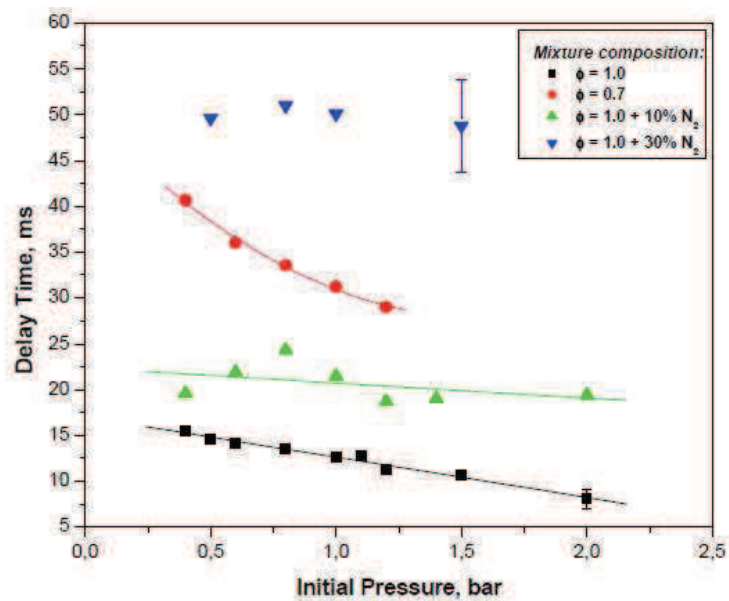 60
55
50
45
40
35
30
25
20
15
10
5
Delay Time, ms
Mixture composition:
ϕ = 1.0
ϕ = 0.7
ϕ = 1.0 + 10% N₂
ϕ = 1.0 + 30% N₂
0,0 0,5 1,0 1,5 2,0 2,5
Initial Pressure, bar